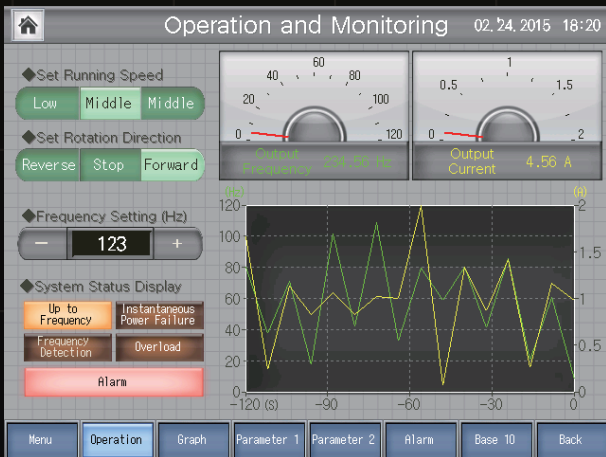 Operation and Monitoring 02.24.2015 18:20
◆Set Running Speed
Low Middle Middle
◆Set Rotation Direction
Reverse Stop Forward
◆Frequency Setting (Hz)
− 123 +
◆System Status Display
Up to Frequency
Instantaneous Power Failure
Frequency Detection
Overload
Alarm
0 20 40 60 80 100 120
Output Frequency 234.56 Hz
0 0.5 1 1.5 2
Output Current 4.56 A
(Hz) (A)
120 2
100
1.5
80
60 1
40
0.5
20
0 0
-120 (S) -90 -60 -30 0
Menu Operation Graph Parameter 1 Parameter 2 Alarm Base 10 Back